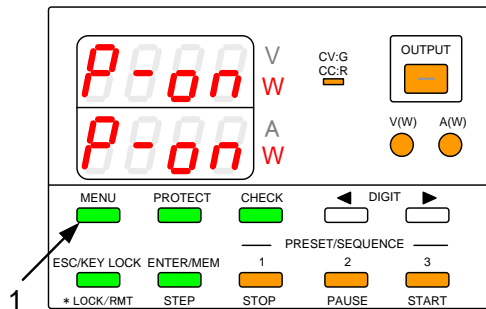 P-on V
W
CV:G
CC:R
OUTPUT
P-on A
W
V(W) A(W)
MENU PROTECT CHECK ◀ DIGIT ▶
PRESET/SEQUENCE
ESC/KEY LOCK ENTER/MEM 1 2 3
* LOCK/RMT STEP STOP PAUSE START
1